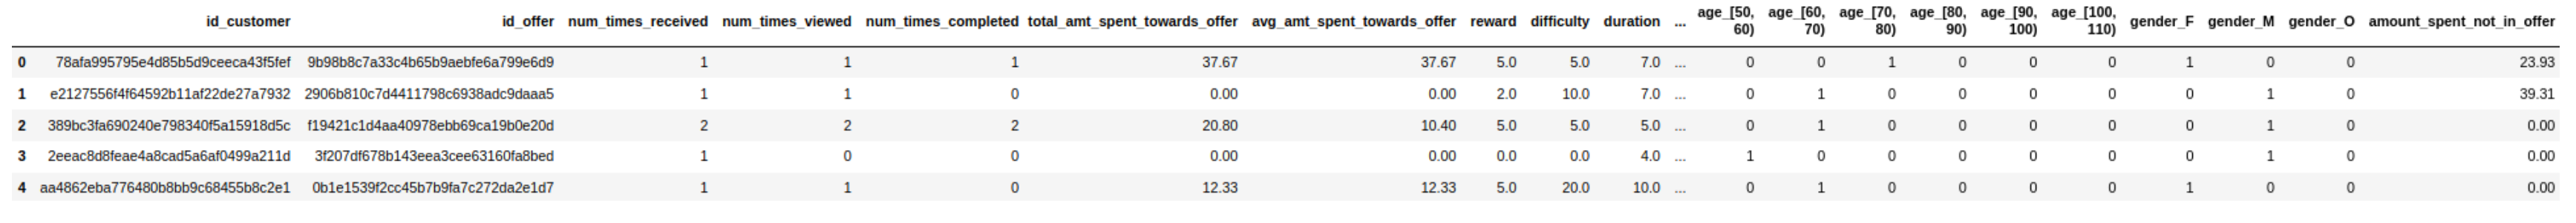 id_customer id_offer num_times_received num_times_viewed num_times_completed total_amt_spent_towards_offer avg_amt_spent_towards_offer reward difficulty duration ... age_[50, 60) age_[60, 70) age_[70, 80) age_[80, 90) age_[90, 100) age_[100, 110) gender_F gender_M gender_O amount_spent_not_in_offer
0 78afa995795e4d85b5d9ceeca43f5fef 9b98b8c7a33c4b65b9aebfe6a799e6d9 1 1 1 37.67 37.67 5.0 5.0 7.0 ... 0 0 1 0 0 0 1 0 0 23.93
1 e2127556f4f64592b11af22de27a7932 2906b810c7d4411798c6938adc9daaa5 1 1 0 0.00 0.00 2.0 10.0 7.0 ... 0 1 0 0 0 0 0 1 0 39.31
2 389bc3fa690240e798340f5a15918d5c f19421c1d4aa40978ebb69ca19b0e20d 2 2 2 20.80 10.40 5.0 5.0 5.0 ... 0 1 0 0 0 0 0 1 0 0.00
3 2eeac8d8feae4a8cad5a6af0499a211d 3f207df678b143eea3cee63160fa8bed 1 0 0 0.00 0.00 0.0 0.0 4.0 ... 1 0 0 0 0 0 0 1 0 0.00
4 aa4862eba776480b8bb9c68455b8c2e1 0b1e1539f2cc45b7b9fa7c272da2e1d7 1 1 0 12.33 12.33 5.0 20.0 10.0 ... 0 1 0 0 0 0 1 0 0 0.00